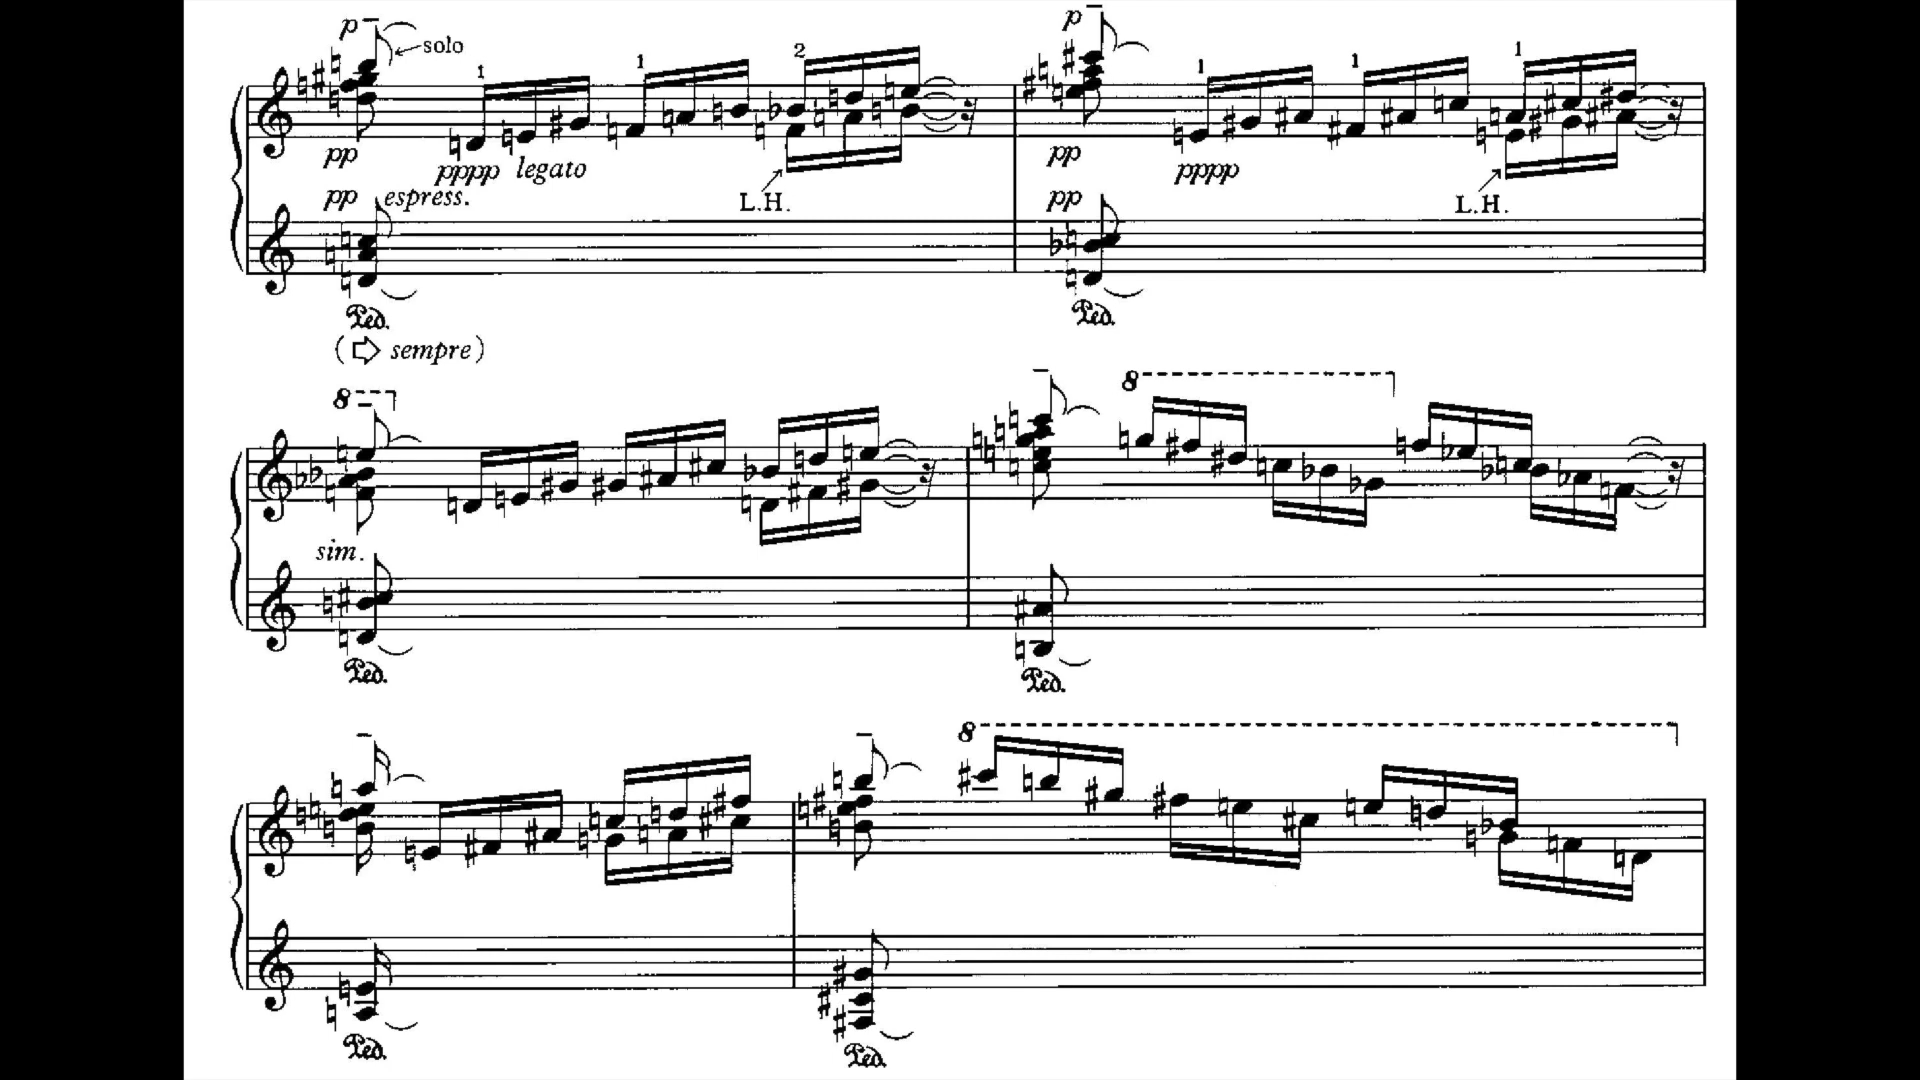 p p
solo
1 1 2 1 1 1
pp pppp legato pp pppp
pp espress. L.H. pp L.H.
Ped. Ped.
(⇨ sempre)
8 8
sim.
Ped. Ped.
8
Ped. Ped.